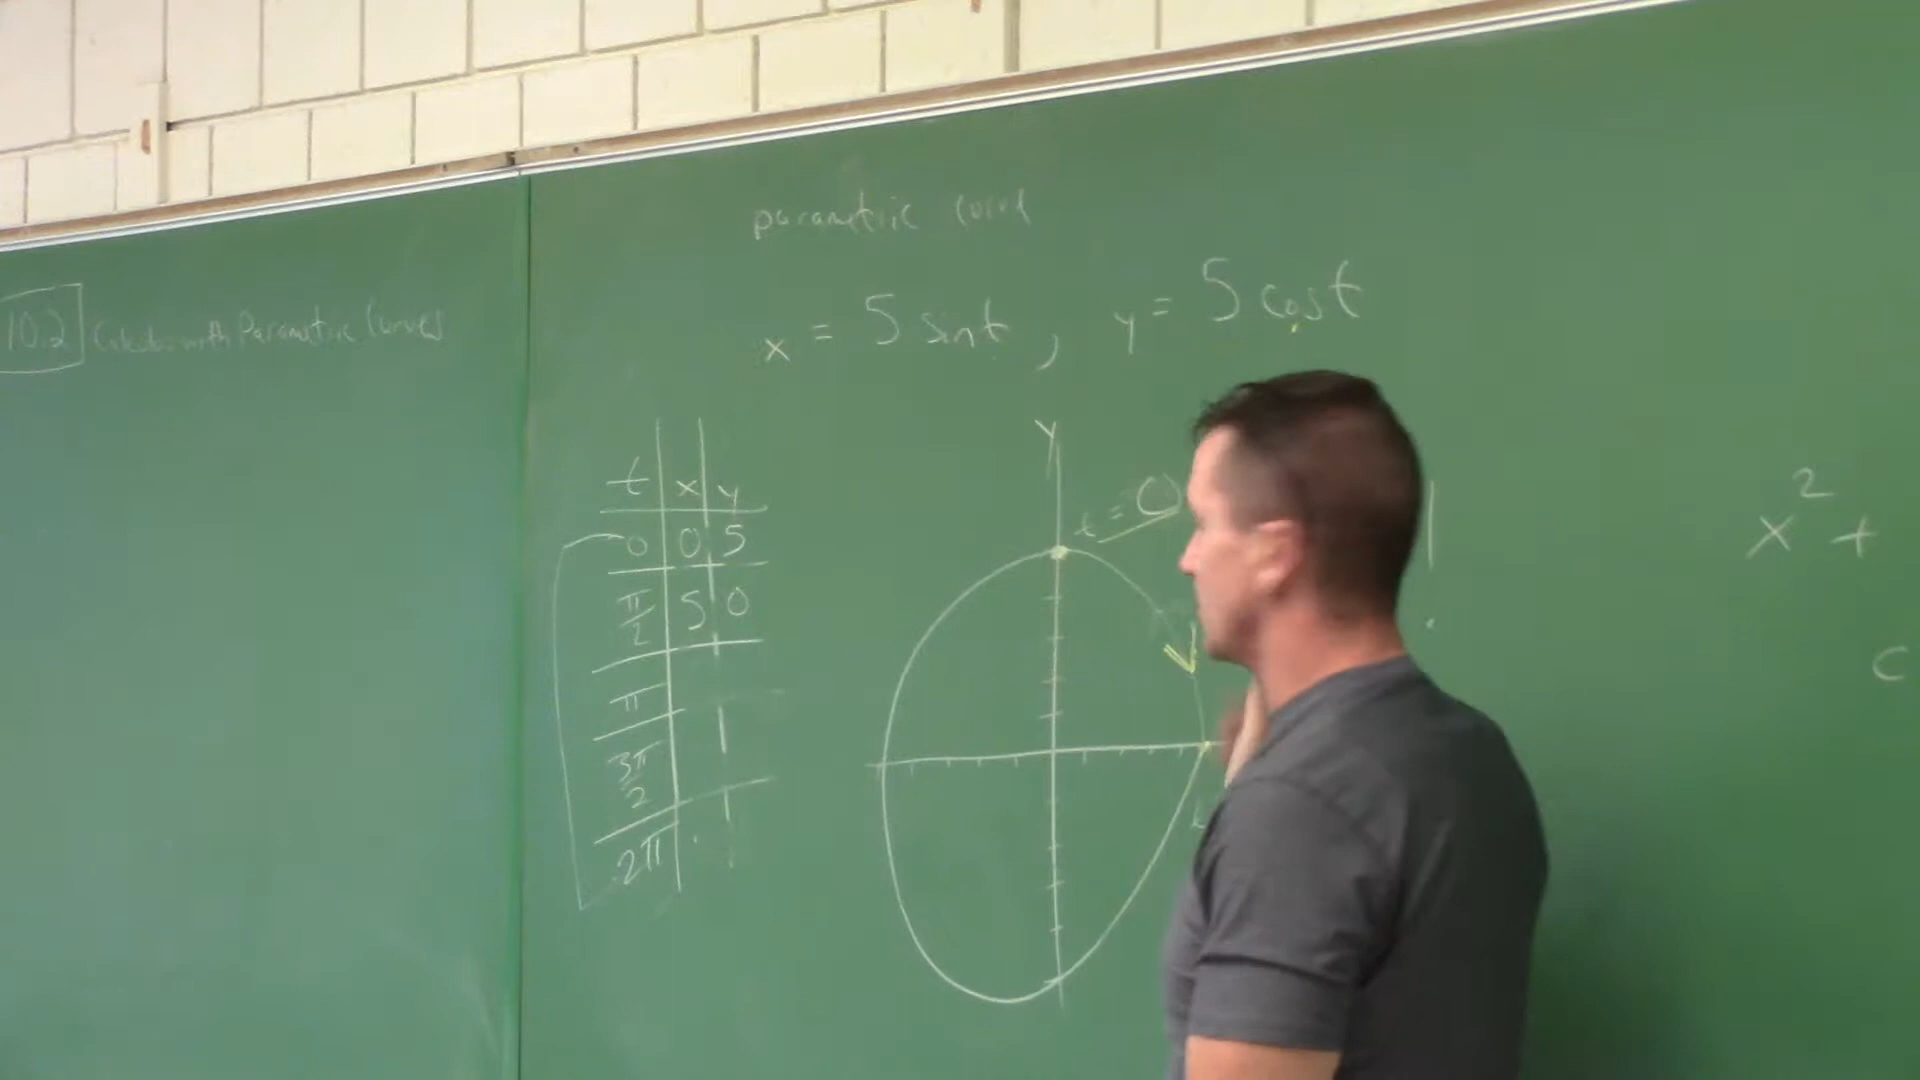 parametric
10.2 Calculus with Parametric Curves
x = 5 sin t , y = 5 cos t
t x y
0 0 5
π/2 5 0
π
3π/2
2π
y
t = 0
x² +
c